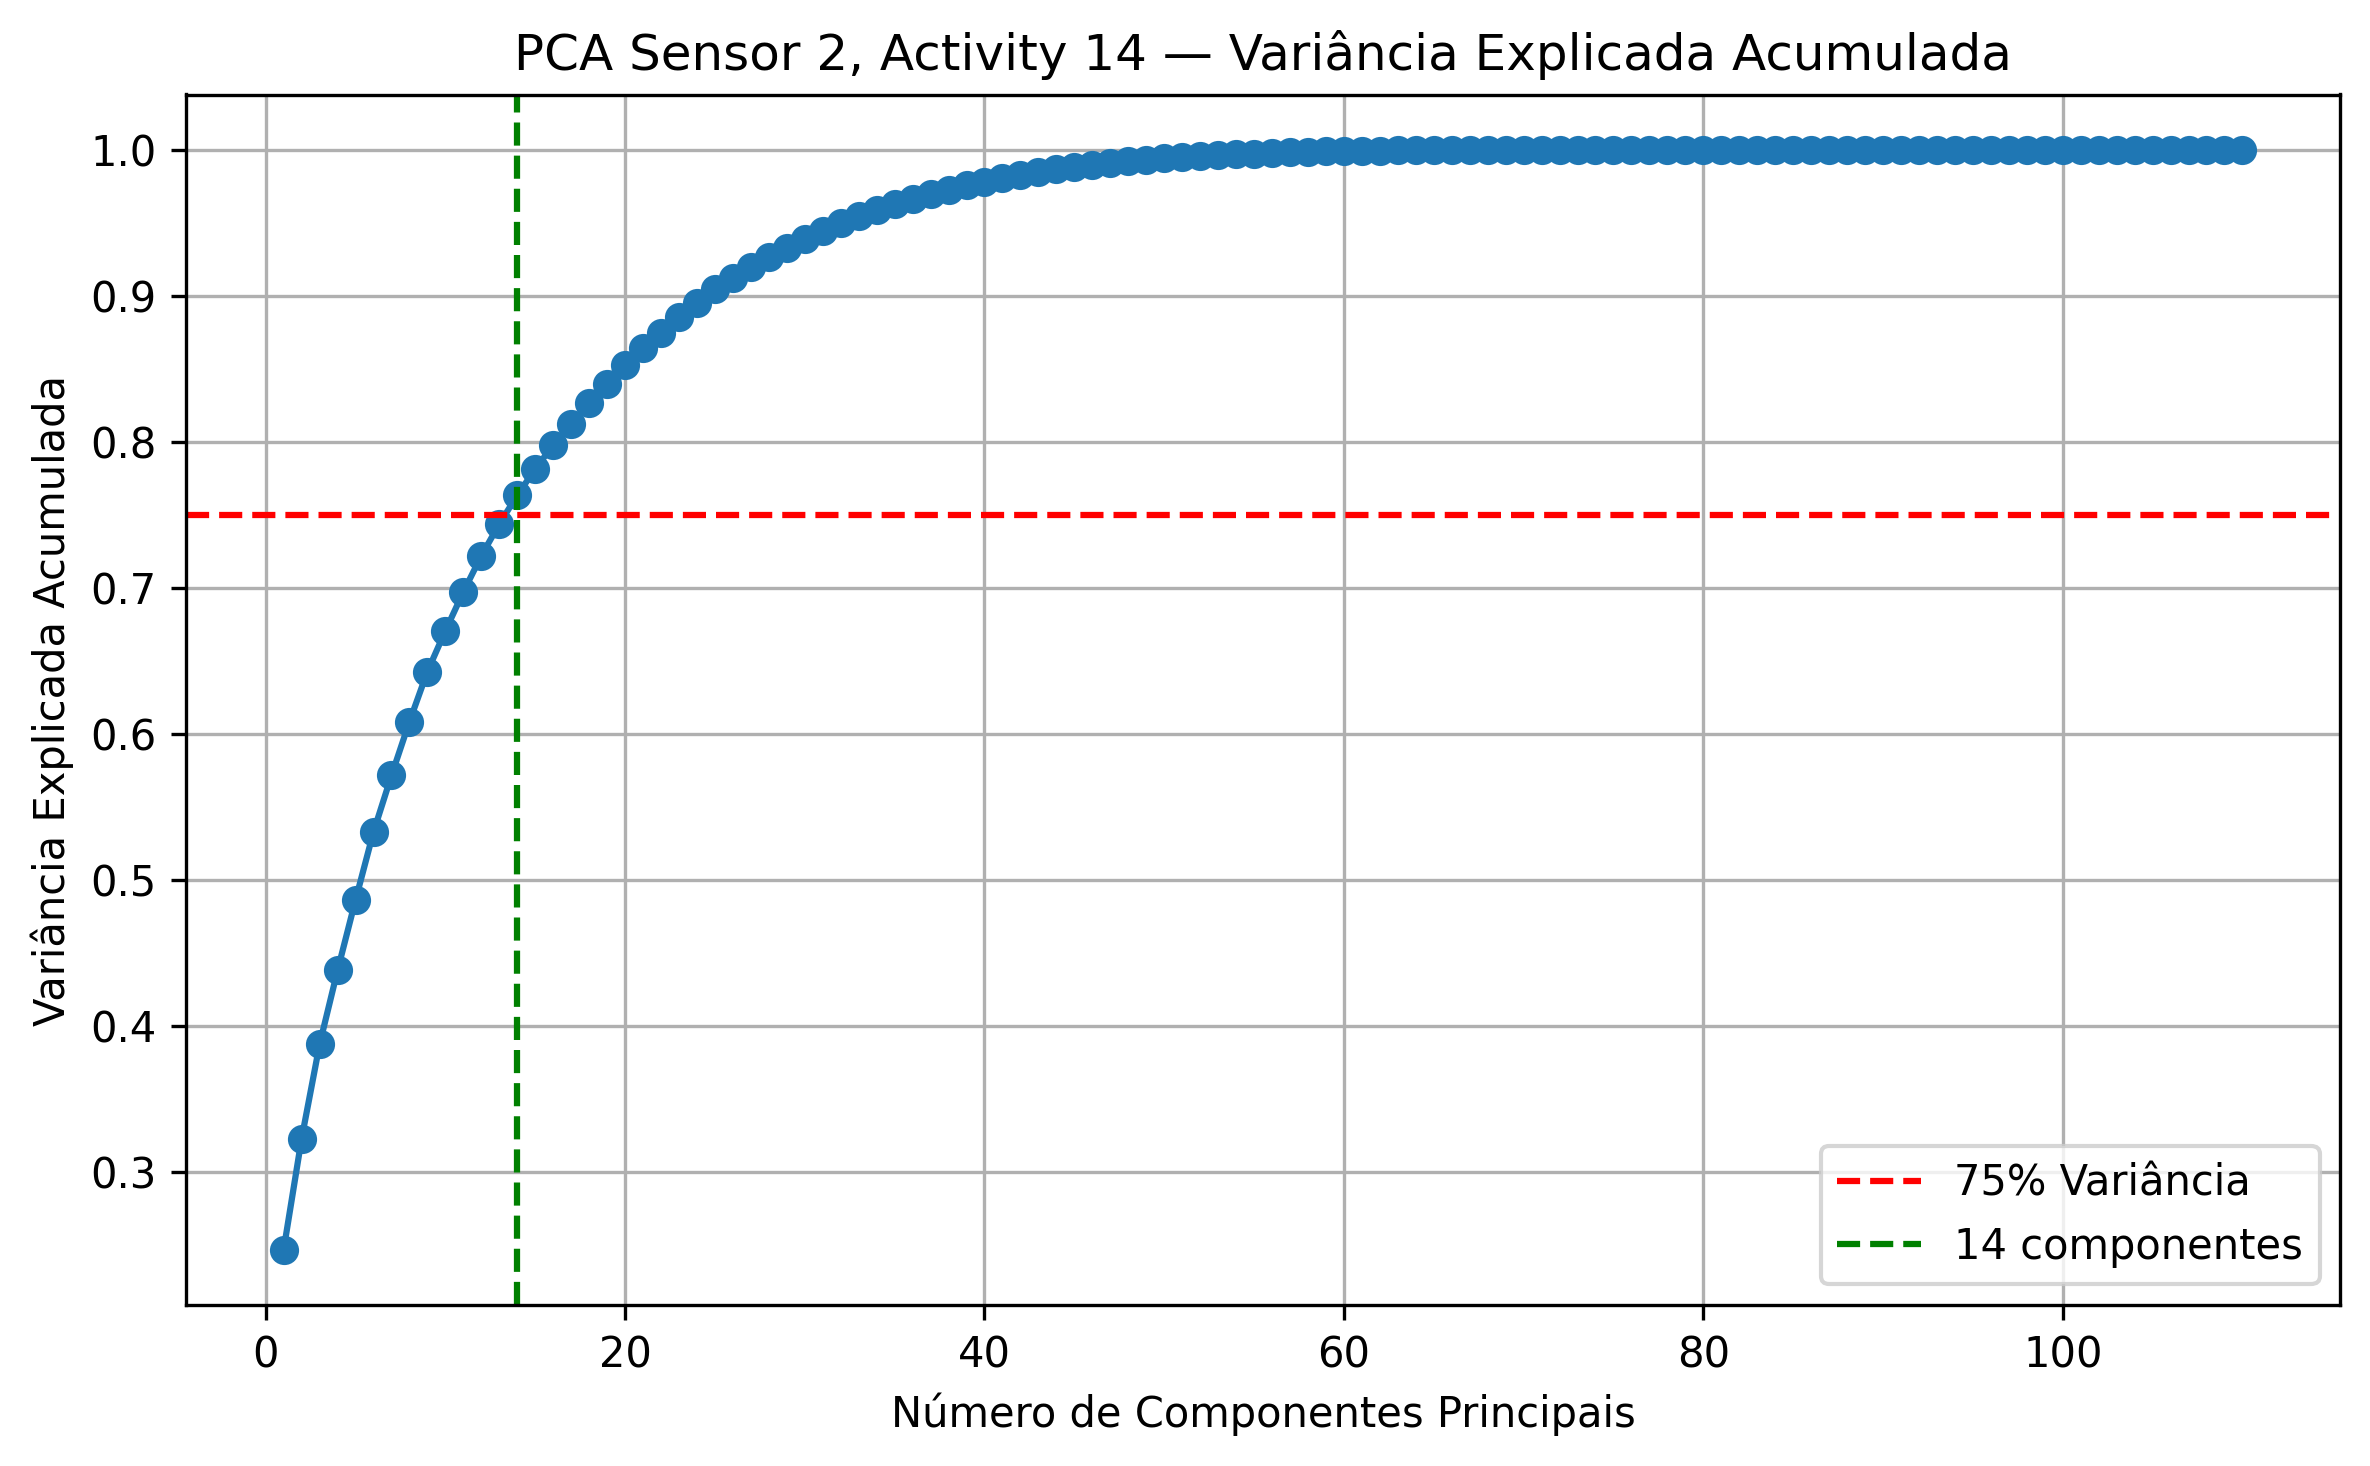 PCA Sensor 2, Activity 14 — Variância Explicada Acumulada
Variância Explicada Acumulada
1.0
0.9
0.8
0.7
0.6
0.5
0.4
0.3
75% Variância
14 componentes
0 20 40 60 80 100
Número de Componentes Principais